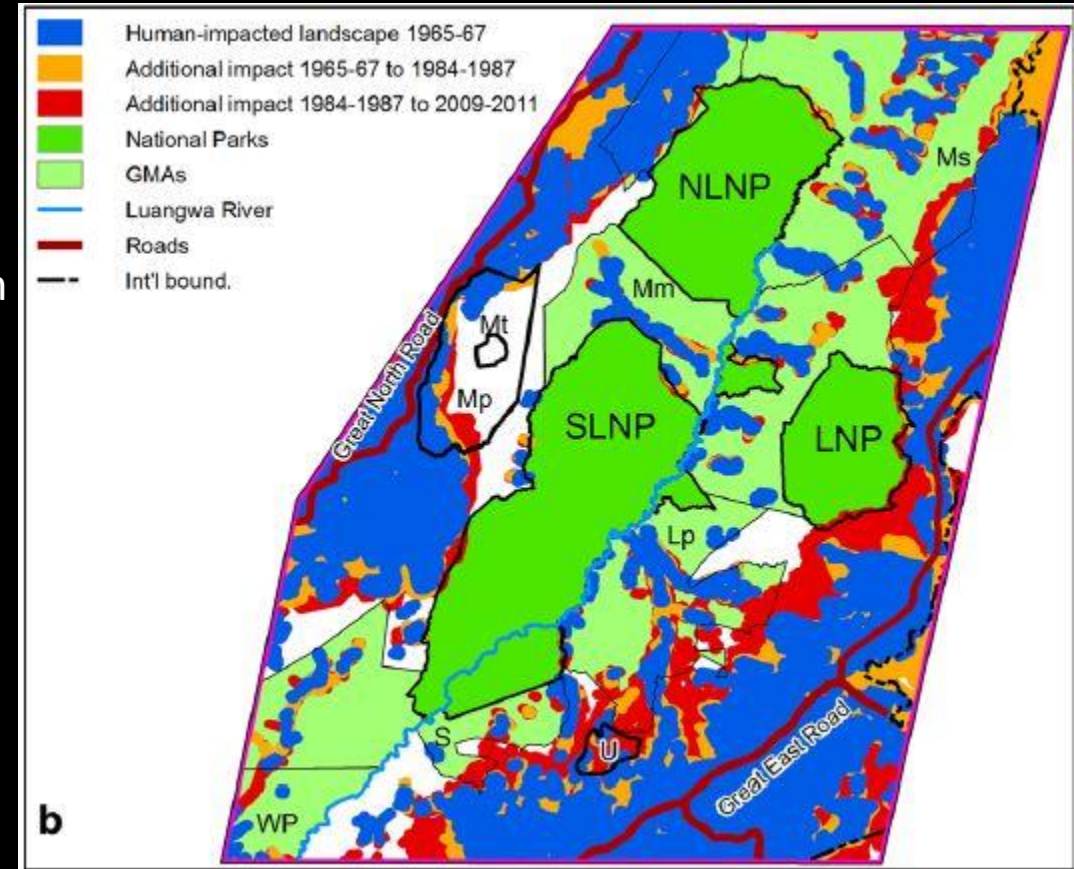 Human-impacted landscape 1965-67
Additional impact 1965-67 to 1984-1987
Additional impact 1984-1987 to 2009-2011
National Parks
GMAs
Luangwa River
Roads
Int'l bound.
n
NLNP
Ms
Mm
Mt
Mp
Great North Road
SLNP
LNP
Lp
S
U
Great East Road
WP
b